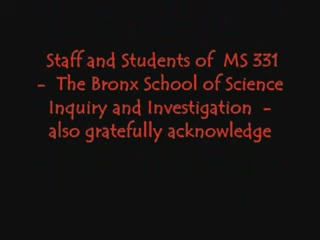 Staff and Students of MS 331
- The Bronx School of Science
Inquiry and Investigation -
also gratefully acknowledge